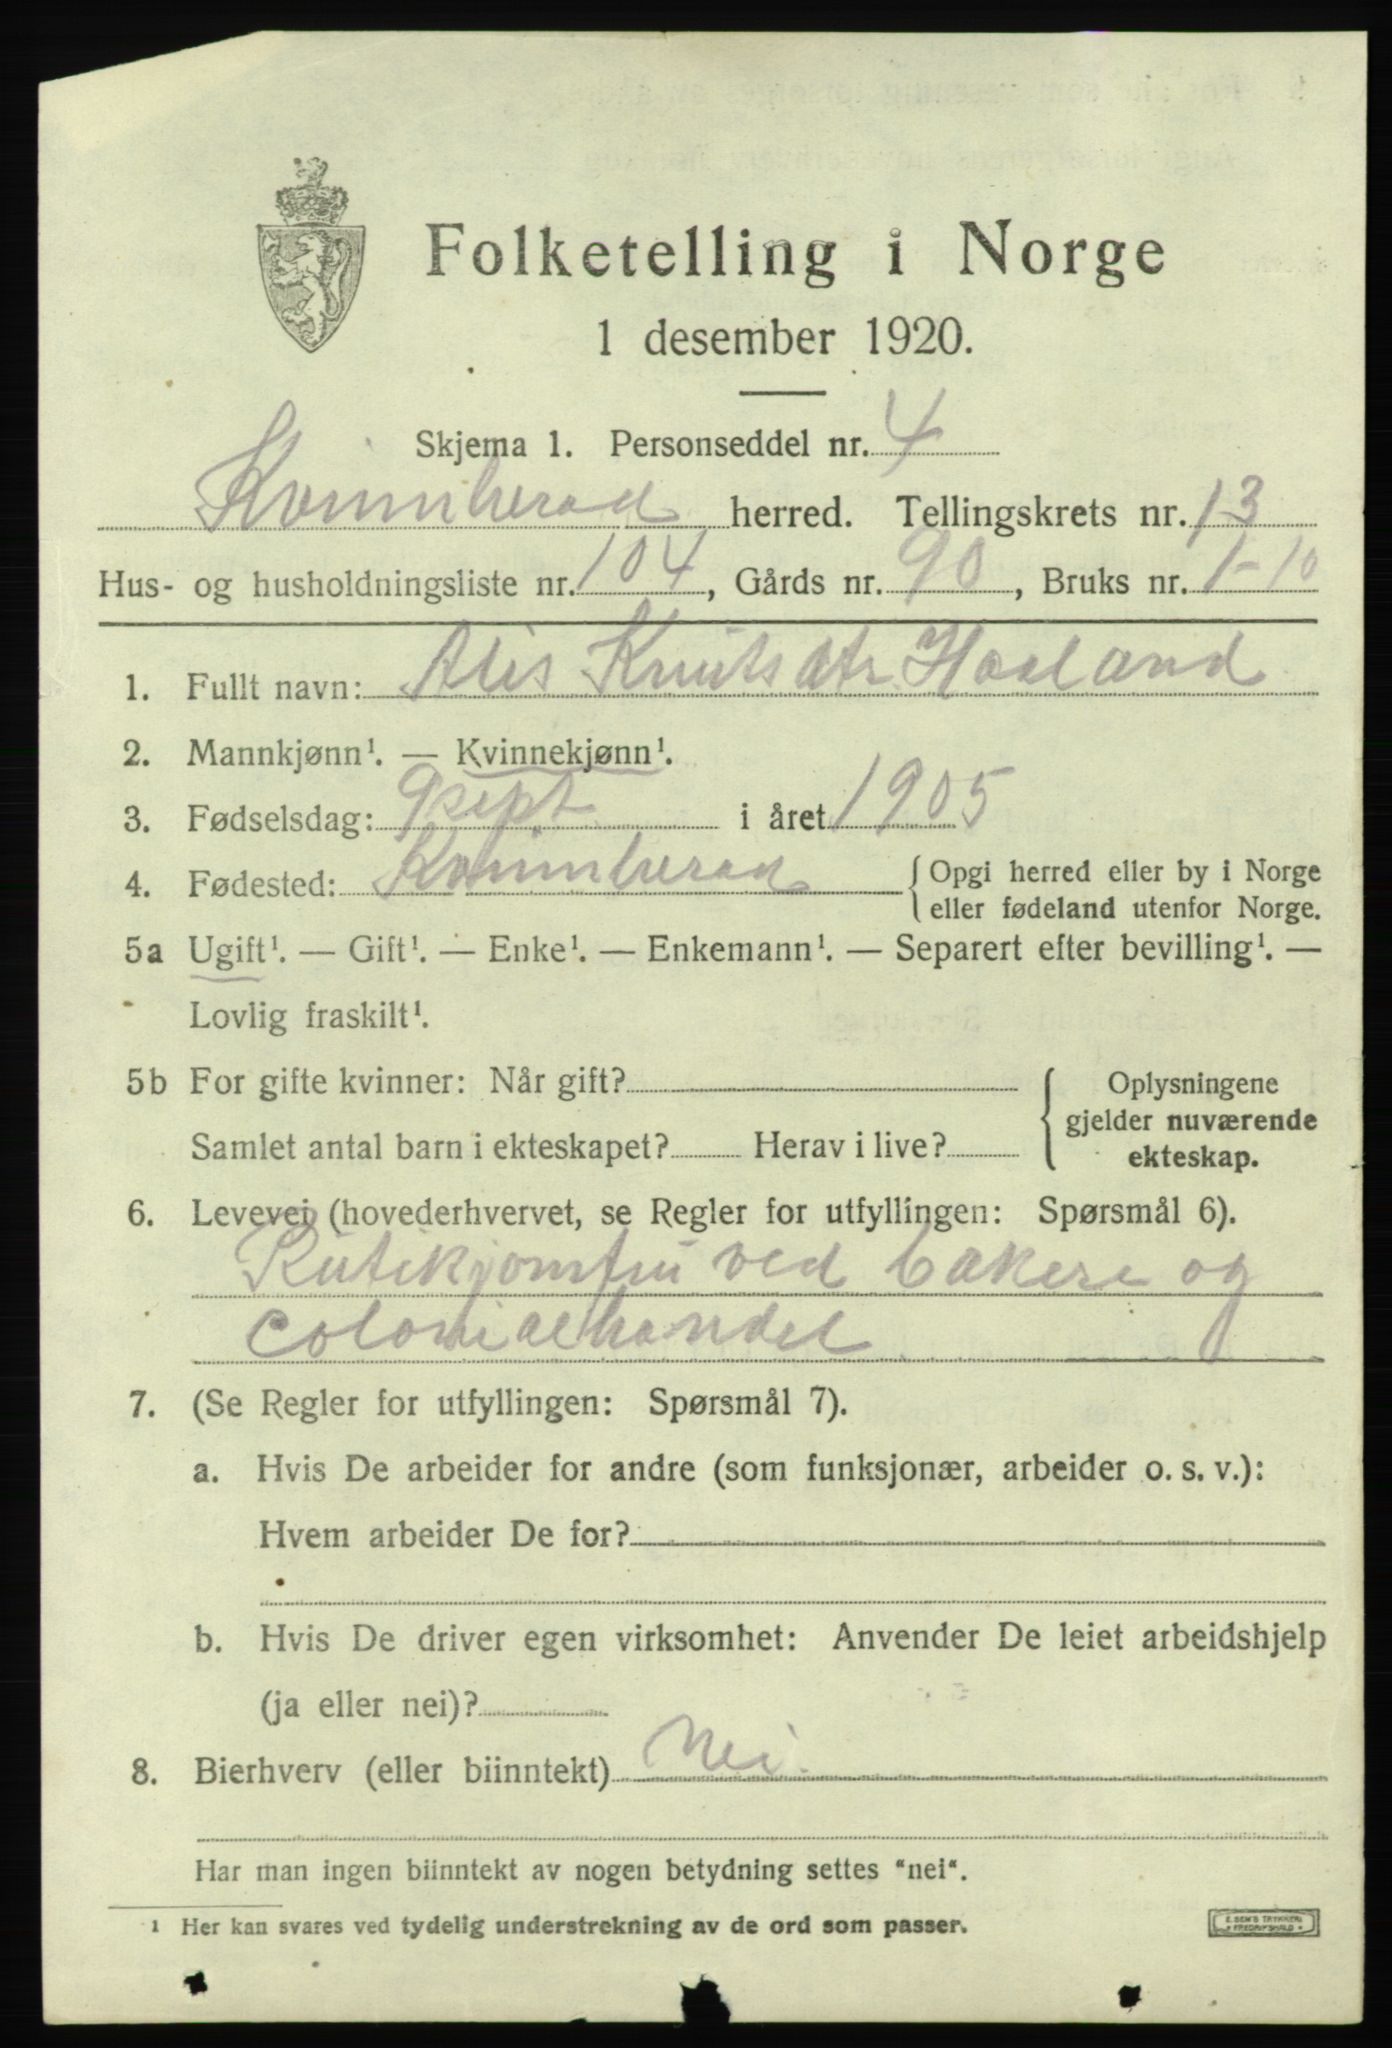 Folketelling i Norge
1 desember 1920.
Skjema 1. Personseddel nr. 4
Kvinnherad herred. Tellingskrets nr. 13
Hus- og husholdningsliste nr. 104, Gårds nr. 90, Bruks nr. 1-10
1. Fullt navn: Alis Knutsdtr. Haaland
2. Mannkjønn¹. — Kvinnekjønn¹.
3. Fødselsdag: 9 sept i året 1905
4. Fødested: Kvinnherad { Opgi herred eller by i Norge
eller fødeland utenfor Norge.
5a Ugift¹. — Gift¹. — Enke¹. — Enkemann¹. — Separert efter bevilling¹. —
Lovlig fraskilt¹.
5b For gifte kvinner: Når gift?
Samlet antal barn i ekteskapet? Herav i live?
{ Oplysningene
gjelder nuværende
ekteskap.
6. Levevei (hovederhvervet, se Regler for utfyllingen: Spørsmål 6).
Butikjomfru ved bakeri og
colonialhandel
7. (Se Regler for utfyllingen: Spørsmål 7).
a. Hvis De arbeider for andre (som funksjonær, arbeider o. s. v.):
Hvem arbeider De for?
b. Hvis De driver egen virksomhet: Anvender De leiet arbeidshjelp
(ja eller nei)?
8. Bierhverv (eller biinntekt) Nei.
Har man ingen biinntekt av nogen betydning settes "nei".
¹ Her kan svares ved tydelig understrekning av de ord som passer.
E. SEM'S TRYKKERI
FREDRIKSHALD